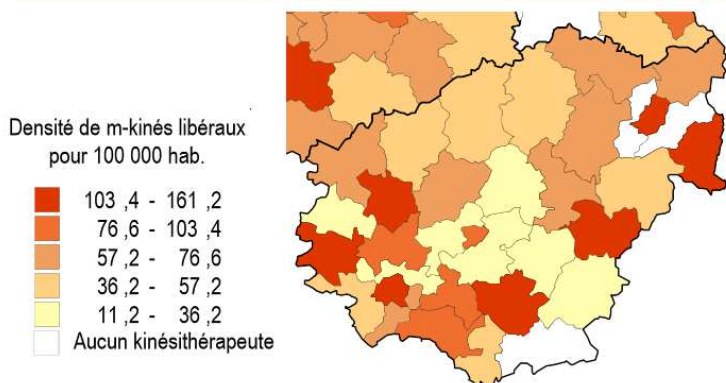 Densité de m-kinés libéraux
pour 100 000 hab.
103 ,4 - 161 ,2
76 ,6 - 103 ,4
57 ,2 - 76 ,6
36 ,2 - 57 ,2
11 ,2 - 36 ,2
Aucun kinésithérapeute